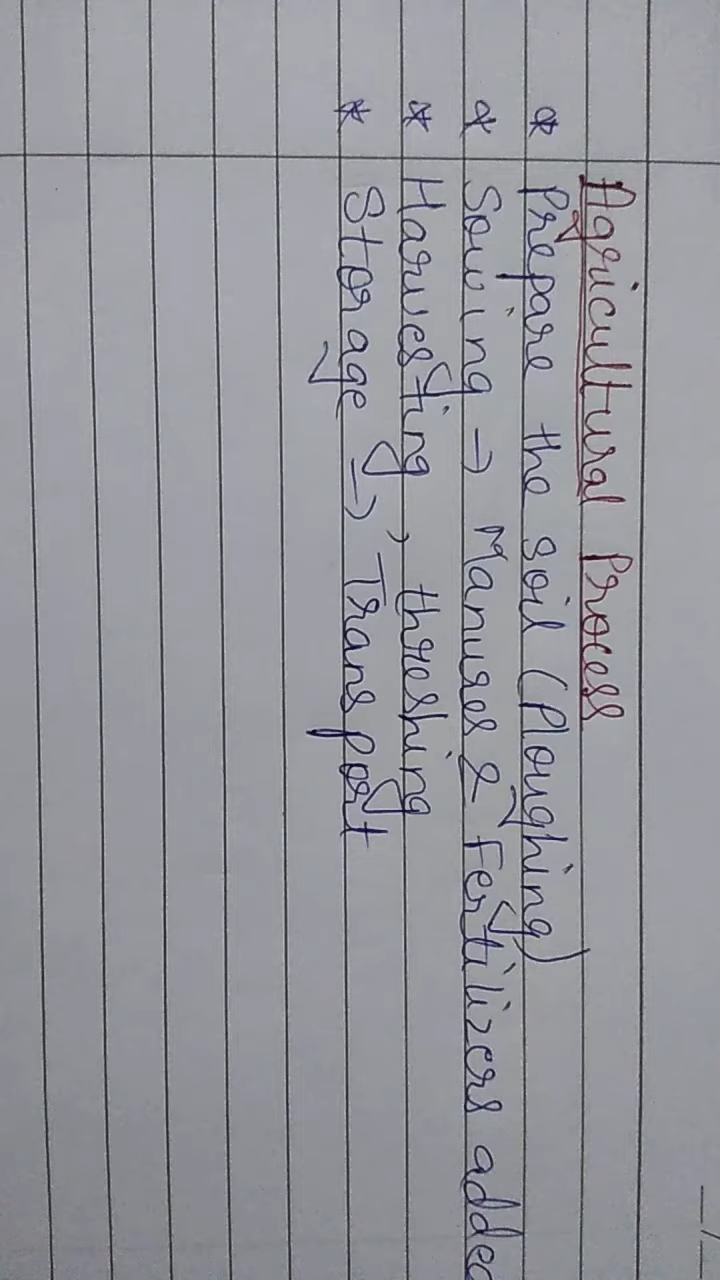 Agricultural Process
* Prepare the soil (Ploughing)
* Sowing → Manures & Fertilizers added
* Harvesting, threshing
* Storage → Transport